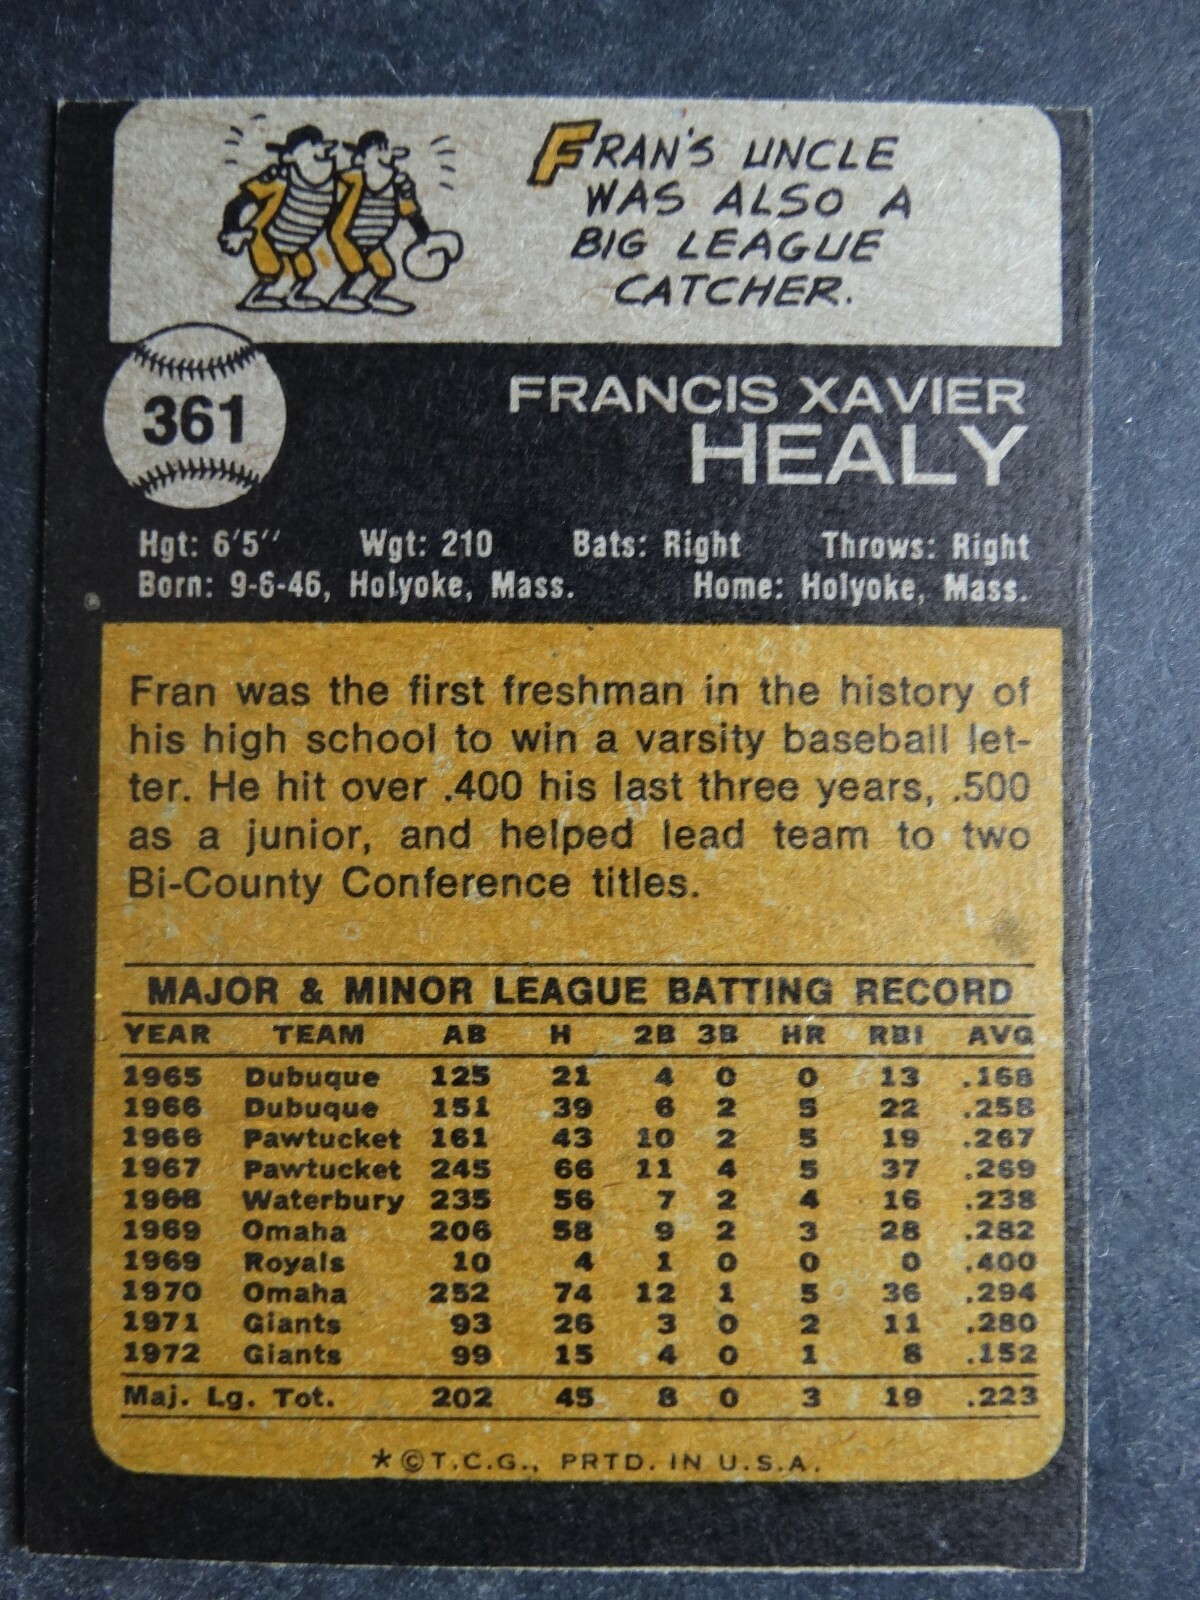 FRAN'S UNCLE
WAS ALSO A
BIG LEAGUE
CATCHER.
361
FRANCIS XAVIER
HEALY
Hgt: 6'5" Wgt: 210 Bats: Right Throws: Right
Born: 9-6-46, Holyoke, Mass. Home: Holyoke, Mass.
Fran was the first freshman in the history of
his high school to win a varsity baseball let-
ter. He hit over .400 his last three years, .500
as a junior, and helped lead team to two
Bi-County Conference titles.
MAJOR & MINOR LEAGUE BATTING RECORD
YEAR TEAM AB H 2B 3B HR RBI AVG
1965 Dubuque 125 21 4 0 0 13 .168
1966 Dubuque 151 39 6 2 5 22 .258
1966 Pawtucket 161 43 10 2 5 19 .267
1967 Pawtucket 245 66 11 4 5 37 .269
1968 Waterbury 235 56 7 2 4 16 .238
1969 Omaha 206 58 9 2 3 28 .282
1969 Royals 10 4 1 0 0 0 .400
1970 Omaha 252 74 12 1 5 36 .294
1971 Giants 93 26 3 0 2 11 .280
1972 Giants 99 15 4 0 1 8 .152
Maj. Lg. Tot. 202 45 8 0 3 19 .223
*©T.C.G., PRTD. IN U.S.A.